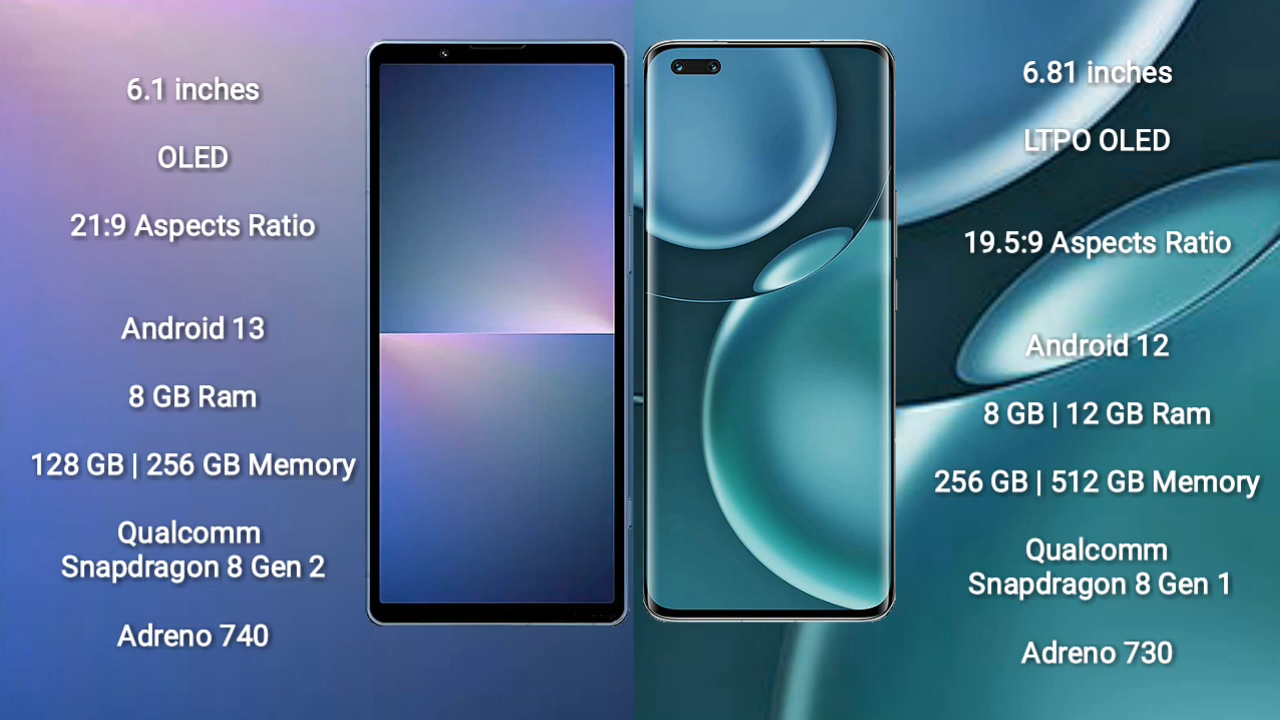 6.1 inches
OLED
21:9 Aspects Ratio
Android 13
8 GB Ram
128 GB | 256 GB Memory
Qualcomm
Snapdragon 8 Gen 2
Adreno 740
6.81 inches
LTPO OLED
19.5:9 Aspects Ratio
Android 12
8 GB | 12 GB Ram
256 GB | 512 GB Memory
Qualcomm
Snapdragon 8 Gen 1
Adreno 730